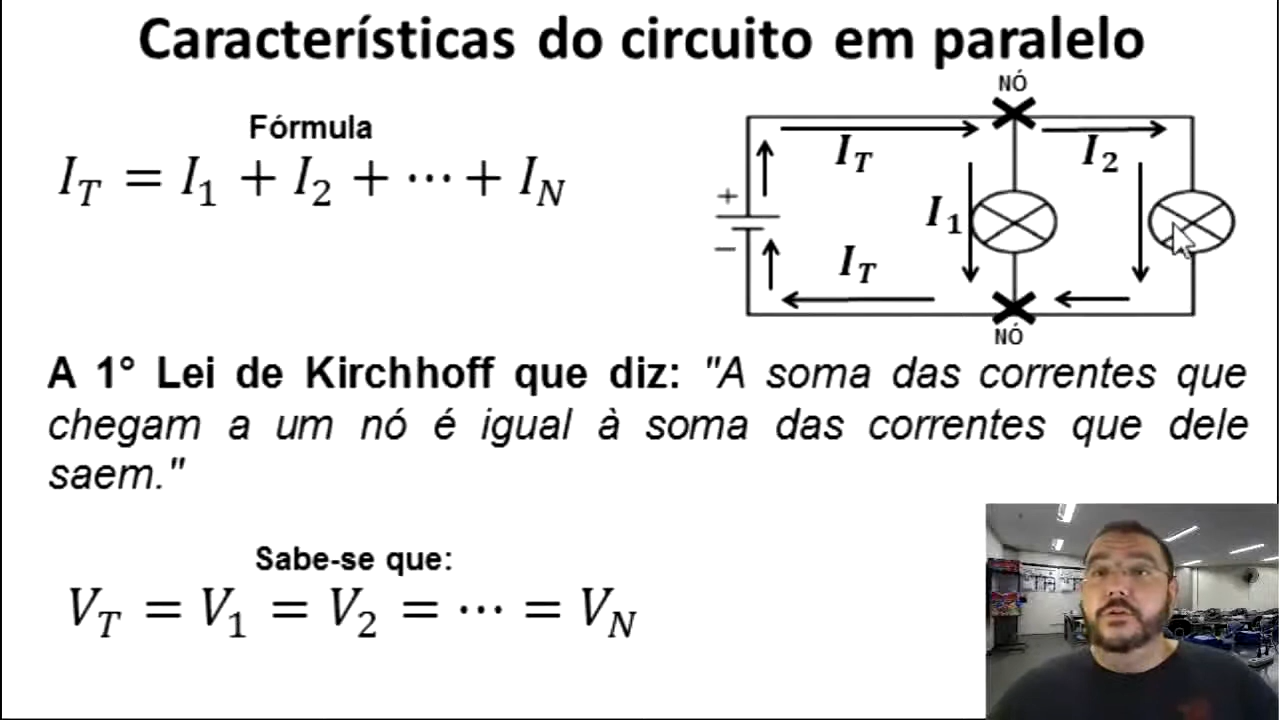 Características do circuito em paralelo
Fórmula
I_T = I_1 + I_2 + ⋯ + I_N
NÓ
I_T
I_2
+
I_1
−
I_T
NÓ
A 1° Lei de Kirchhoff que diz: "A soma das correntes que
chegam a um nó é igual à soma das correntes que dele
saem."
Sabe-se que:
V_T = V_1 = V_2 = ⋯ = V_N